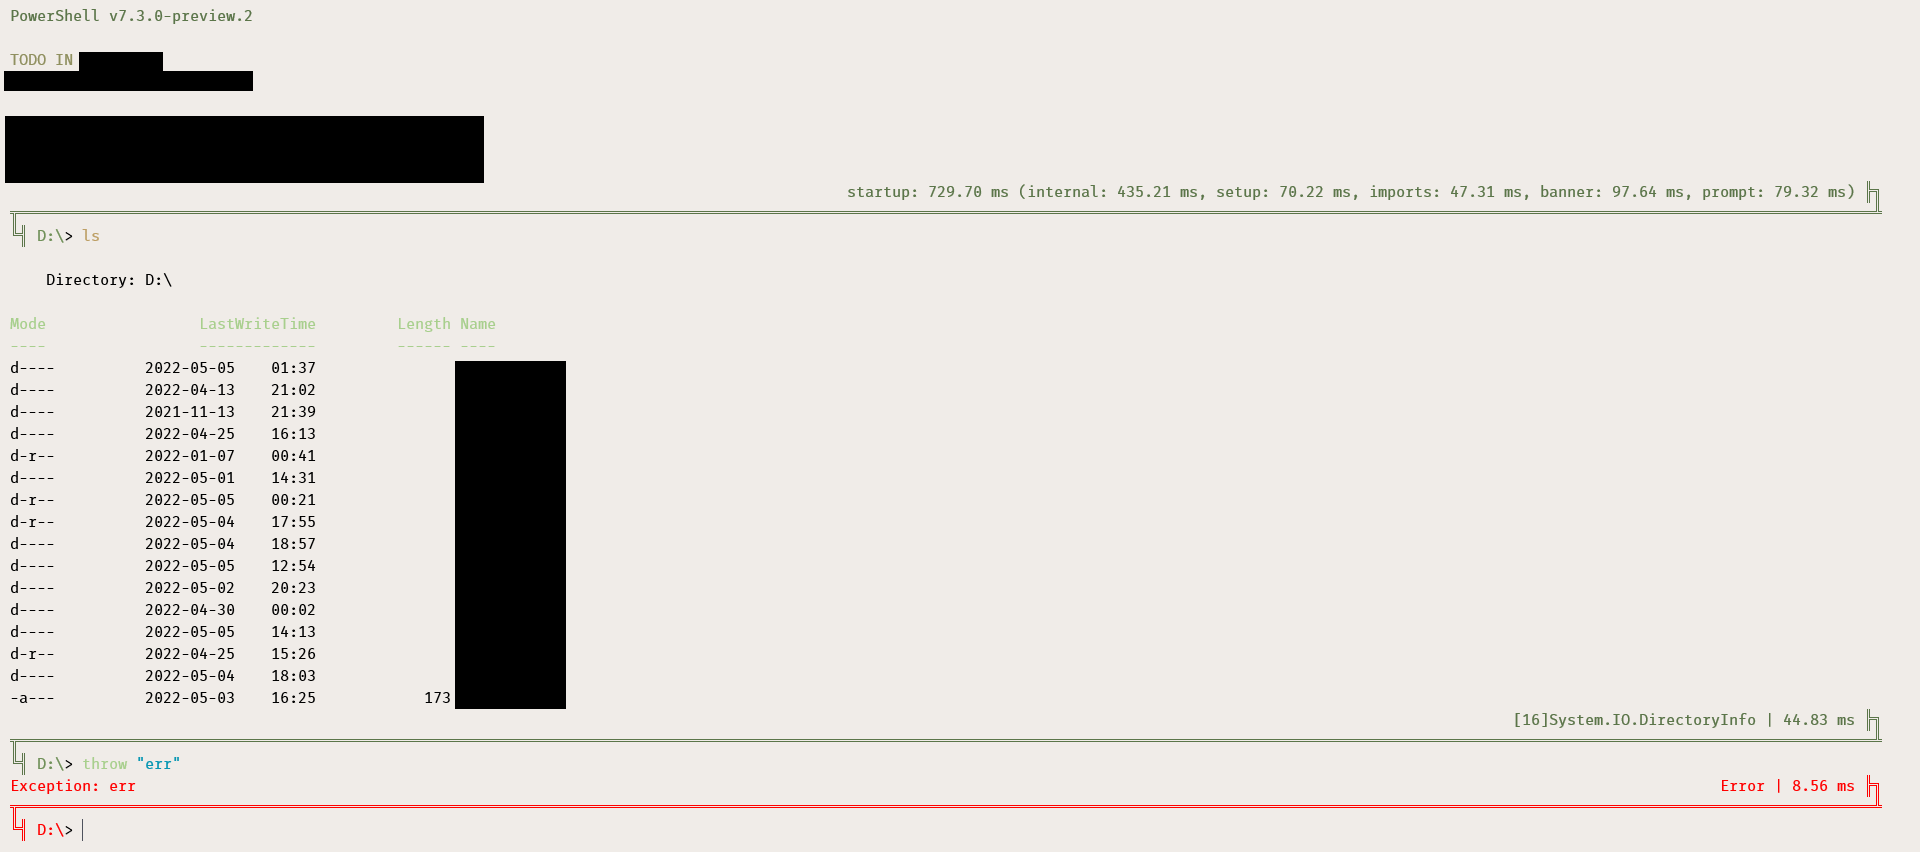 PowerShell v7.3.0-preview.2
TODO IN
startup: 729.70 ms (internal: 435.21 ms, setup: 70.22 ms, imports: 47.31 ms, banner: 97.64 ms, prompt: 79.32 ms)
D:\> ls
Directory: D:\
Mode LastWriteTime Length Name
---- ------------- ------ ----
d---- 2022-05-05 01:37
d---- 2022-04-13 21:02
d---- 2021-11-13 21:39
d---- 2022-04-25 16:13
d-r-- 2022-01-07 00:41
d---- 2022-05-01 14:31
d-r-- 2022-05-05 00:21
d-r-- 2022-05-04 17:55
d---- 2022-05-04 18:57
d---- 2022-05-05 12:54
d---- 2022-05-02 20:23
d---- 2022-04-30 00:02
d---- 2022-05-05 14:13
d-r-- 2022-04-25 15:26
d---- 2022-05-04 18:03
-a--- 2022-05-03 16:25 173
[16]System.IO.DirectoryInfo | 44.83 ms
D:\> throw "err"
Exception: err Error | 8.56 ms
D:\>